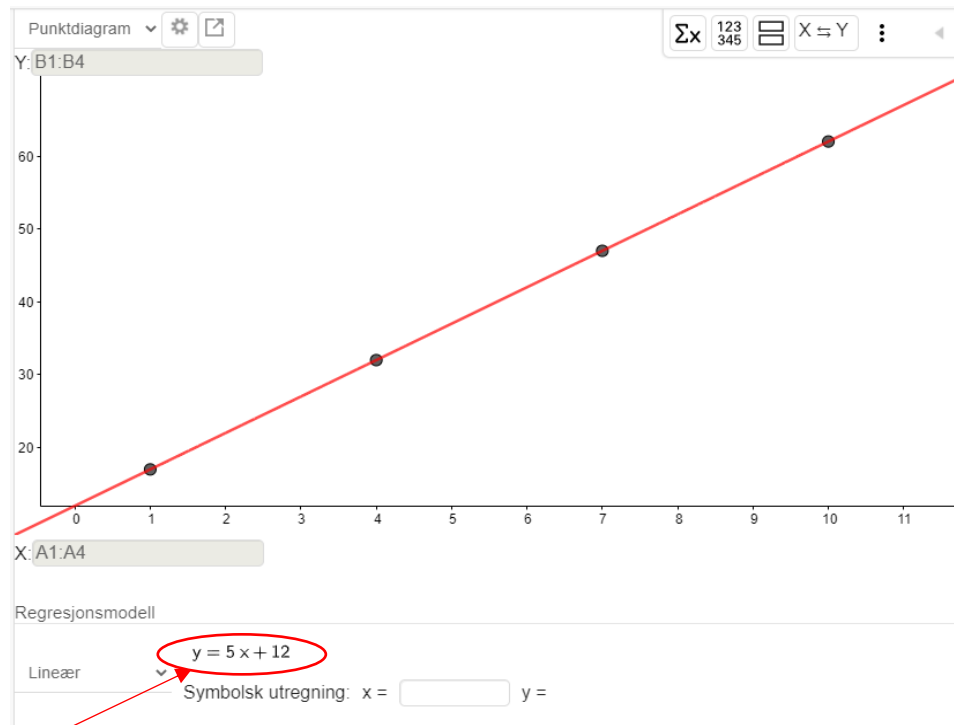 Punktdiagram
Σx 123 345 X ⇆ Y
Y: B1:B4
60
50
40
30
20
0 1 2 3 4 5 6 7 8 9 10 11
X: A1:A4
Regresjonsmodell
y = 5 x + 12
Lineær
Symbolsk utregning: x = y =